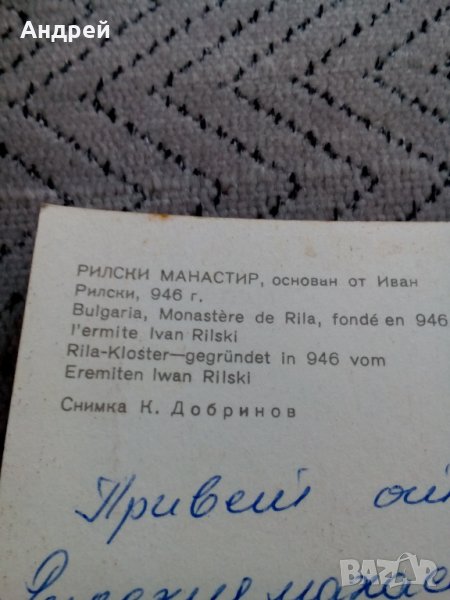 Андрей
РИЛСКИ МАНАСТИР, основан от Иван
Рилски, 946 г.
Bulgaria, Monastère de Rila, fondé en 946
l'ermite Ivan Rilski
Rila-Kloster—gegründet in 946 vom
Eremiten Iwan Rilski
Снимка К. Добринов
Привет от